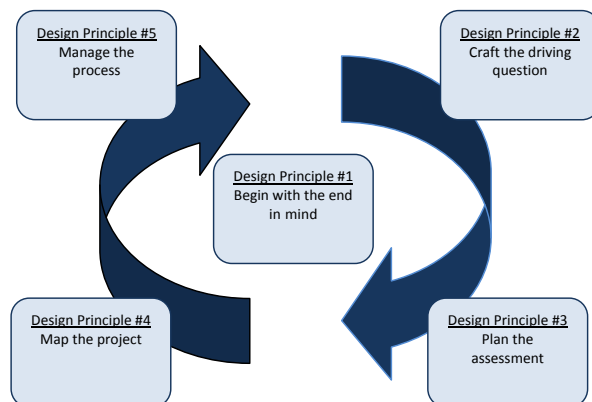 Design Principle #5
Manage the
process
Design Principle #2
Craft the driving
question
Design Principle #1
Begin with the end
in mind
Design Principle #4
Map the project
Design Principle #3
Plan the
assessment